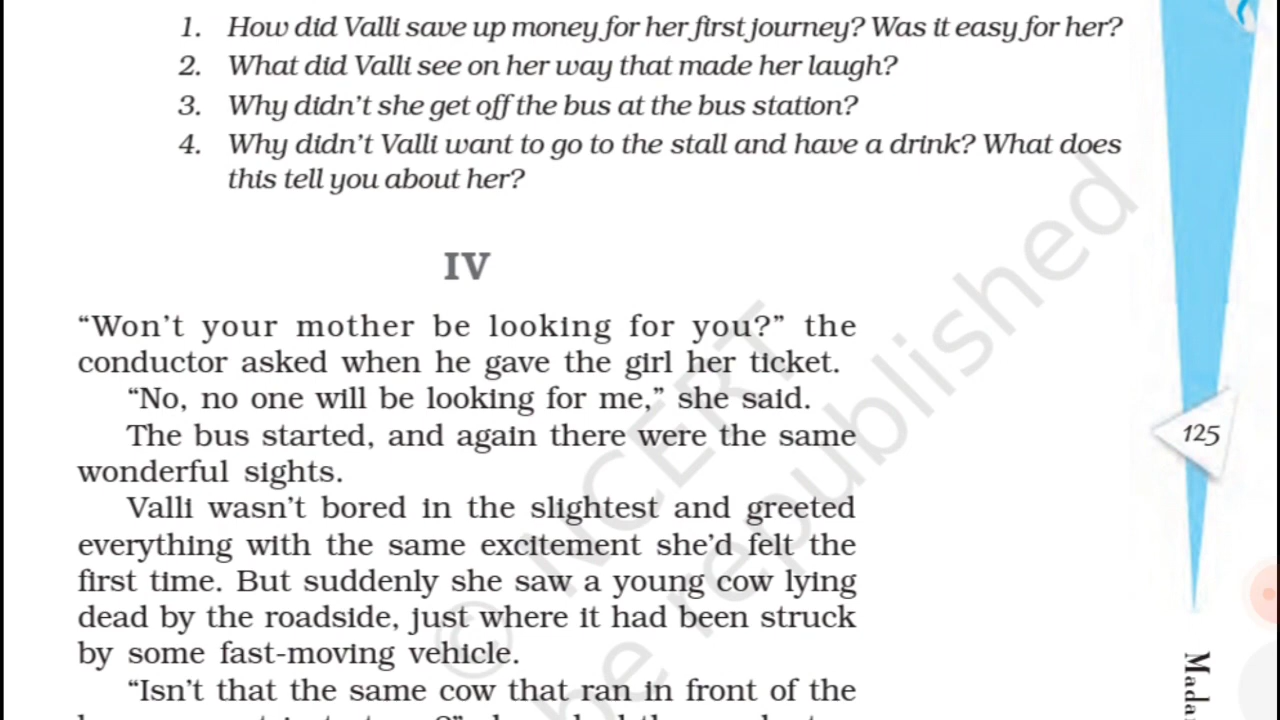 1. How did Valli save up money for her first journey? Was it easy for her?
2. What did Valli see on her way that made her laugh?
3. Why didn't she get off the bus at the bus station?
4. Why didn't Valli want to go to the stall and have a drink? What does
this tell you about her?
IV
“Won't your mother be looking for you?” the
conductor asked when he gave the girl her ticket.
“No, no one will be looking for me,” she said.
The bus started, and again there were the same
wonderful sights.
Valli wasn't bored in the slightest and greeted
everything with the same excitement she'd felt the
first time. But suddenly she saw a young cow lying
dead by the roadside, just where it had been struck
by some fast-moving vehicle.
“Isn't that the same cow that ran in front of the
125
© NCERT
be republished